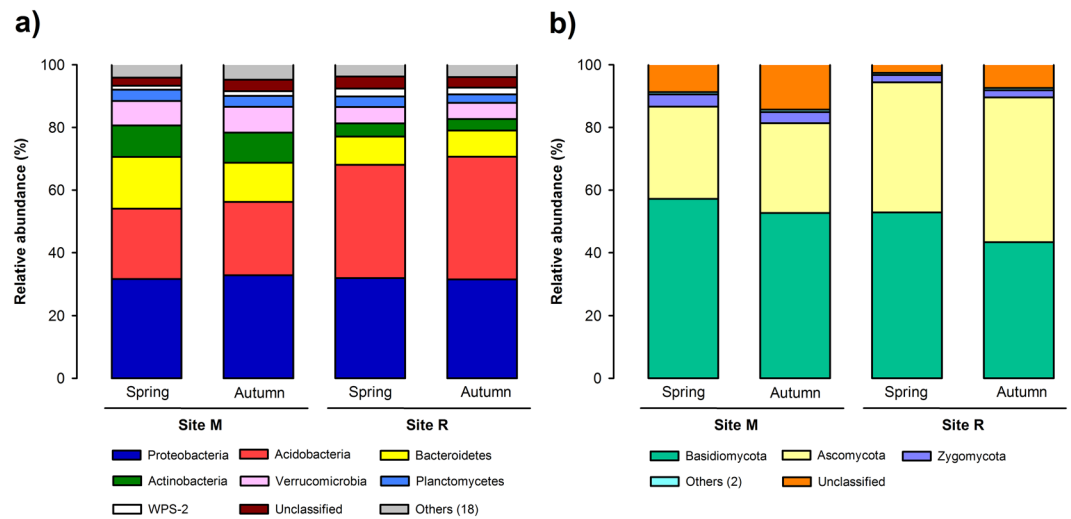 a)
100
80
60
40
20
0
Relative abundance (%)
Spring Autumn Spring Autumn
Site M Site R
Proteobacteria Acidobacteria Bacteroidetes
Actinobacteria Verrucomicrobia Planctomycetes
WPS-2 Unclassified Others (18)
b)
100
80
60
40
20
0
Relative abundance (%)
Spring Autumn Spring Autumn
Site M Site R
Basidiomycota Ascomycota Zygomycota
Others (2) Unclassified